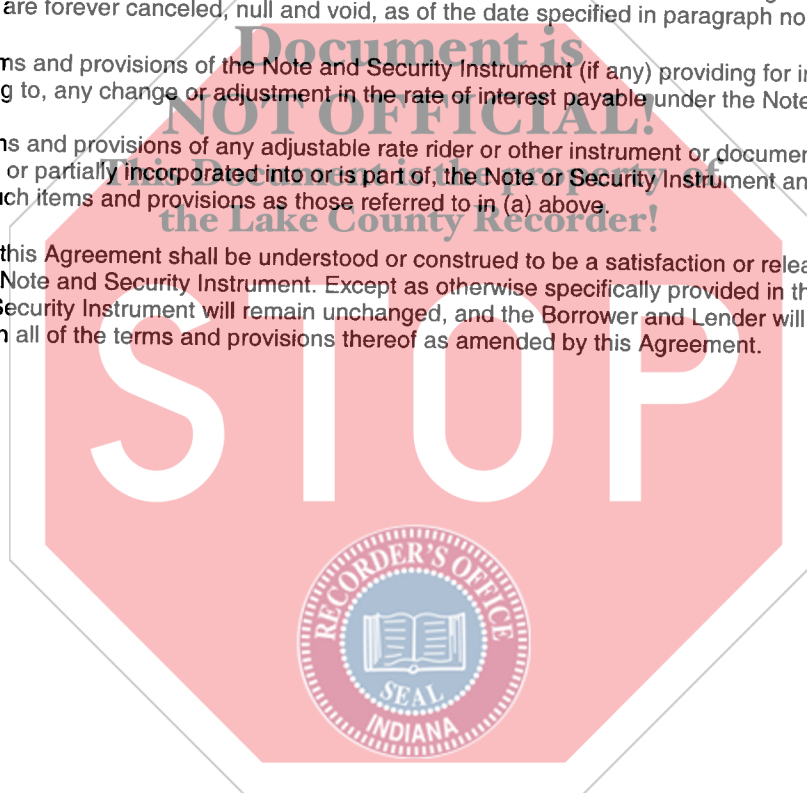 are forever canceled, null and void, as of the date specified in paragraph no
Document is
ms and provisions of the Note and Security Instrument (if any) providing for
g to, any change or adjustment in the rate of interest payable under the Note
NOT OFFICIAL!
ns and provisions of any adjustable rate rider or other instrument or
or partially incorporated into or is part of, the Note or Security Instrument
This Document is the property of
ch items and provisions as those referred to in (a) above.
the Lake County Recorder!
this Agreement shall be understood or construed to be a satisfaction or
Note and Security Instrument. Except as otherwise specifically provided in
Security Instrument will remain unchanged, and the Borrower and Lender will
all of the terms and provisions thereof as amended by this Agreement.
STOP
RECORDER'S OFFICE
SEAL
INDIANA